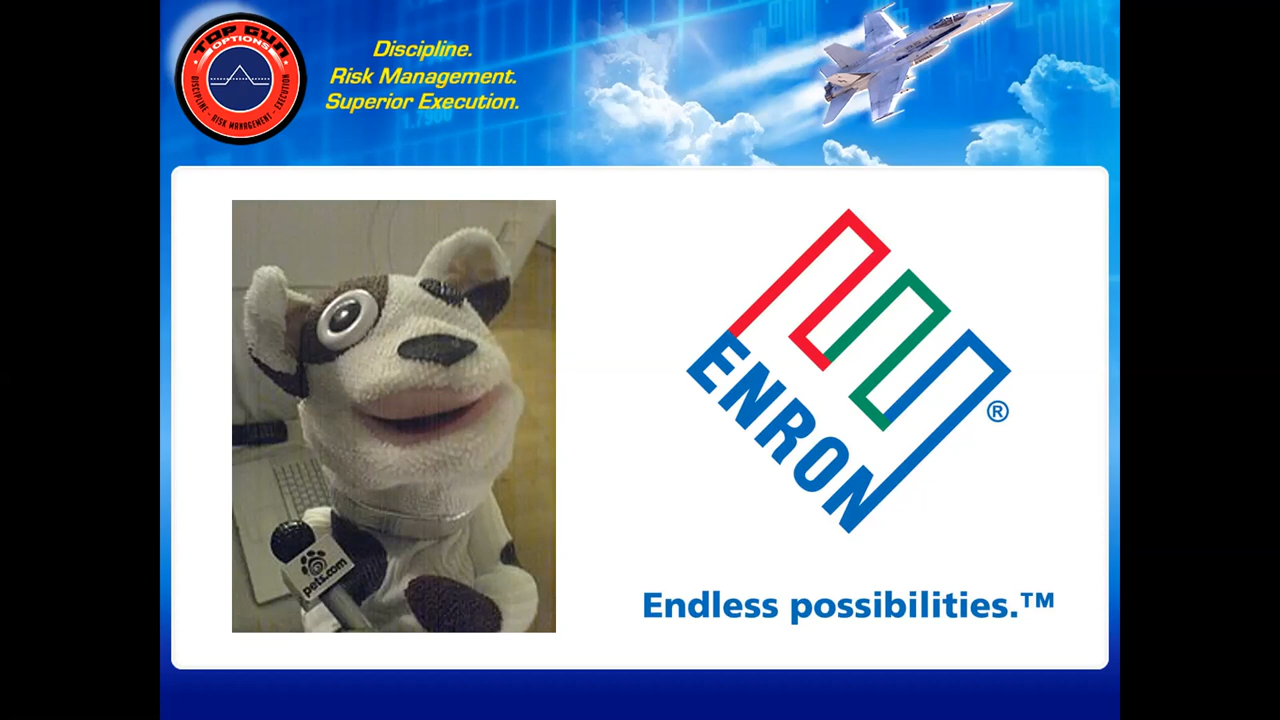 TOP GUN
OPTIONS
DISCIPLINE - RISK MANAGEMENT - EXECUTION
Discipline.
Risk Management.
Superior Execution.
ENRON
®
pets.com
Endless possibilities.™